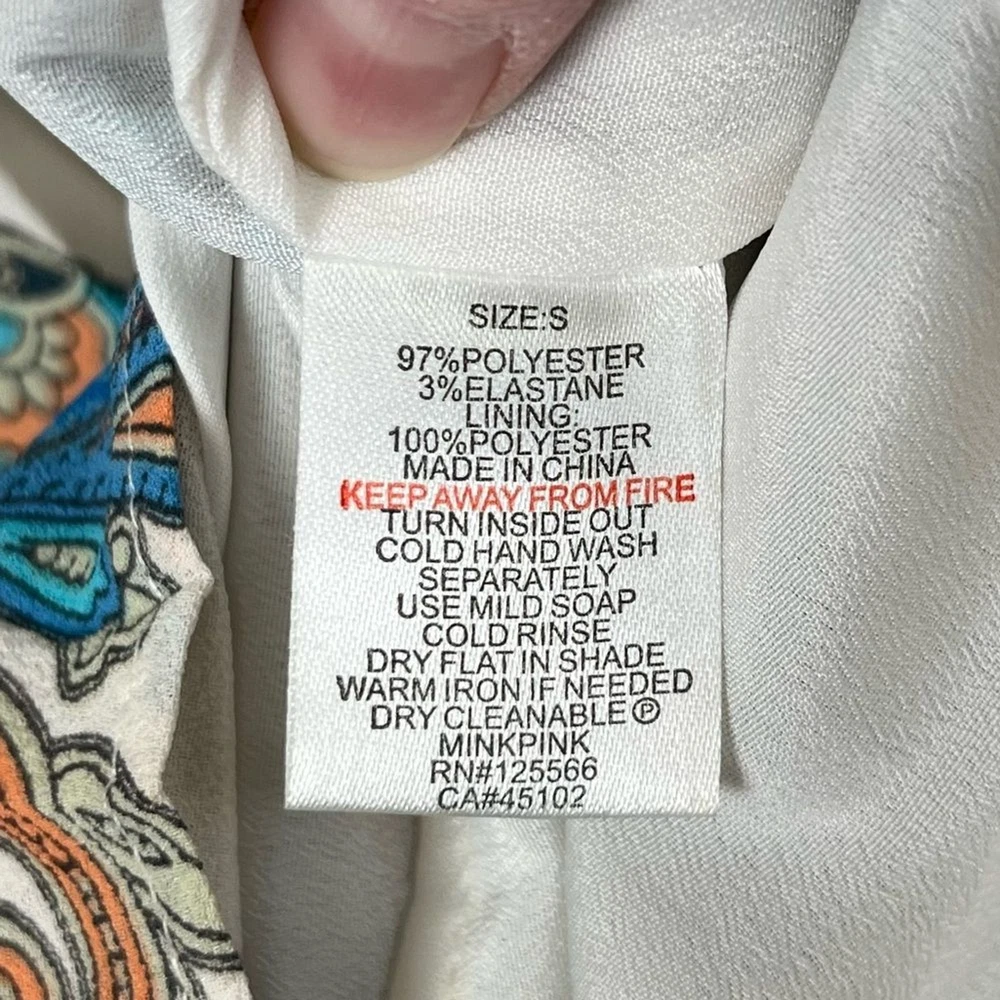 SIZE:S
97%POLYESTER
3%ELASTANE
LINING:
100%POLYESTER
MADE IN CHINA
KEEP AWAY FROM FIRE
TURN INSIDE OUT
COLD HAND WASH
SEPARATELY
USE MILD SOAP
COLD RINSE
DRY FLAT IN SHADE
WARM IRON IF NEEDED
DRY CLEANABLE Ⓟ
MINKPINK
RN#125566
CA#45102